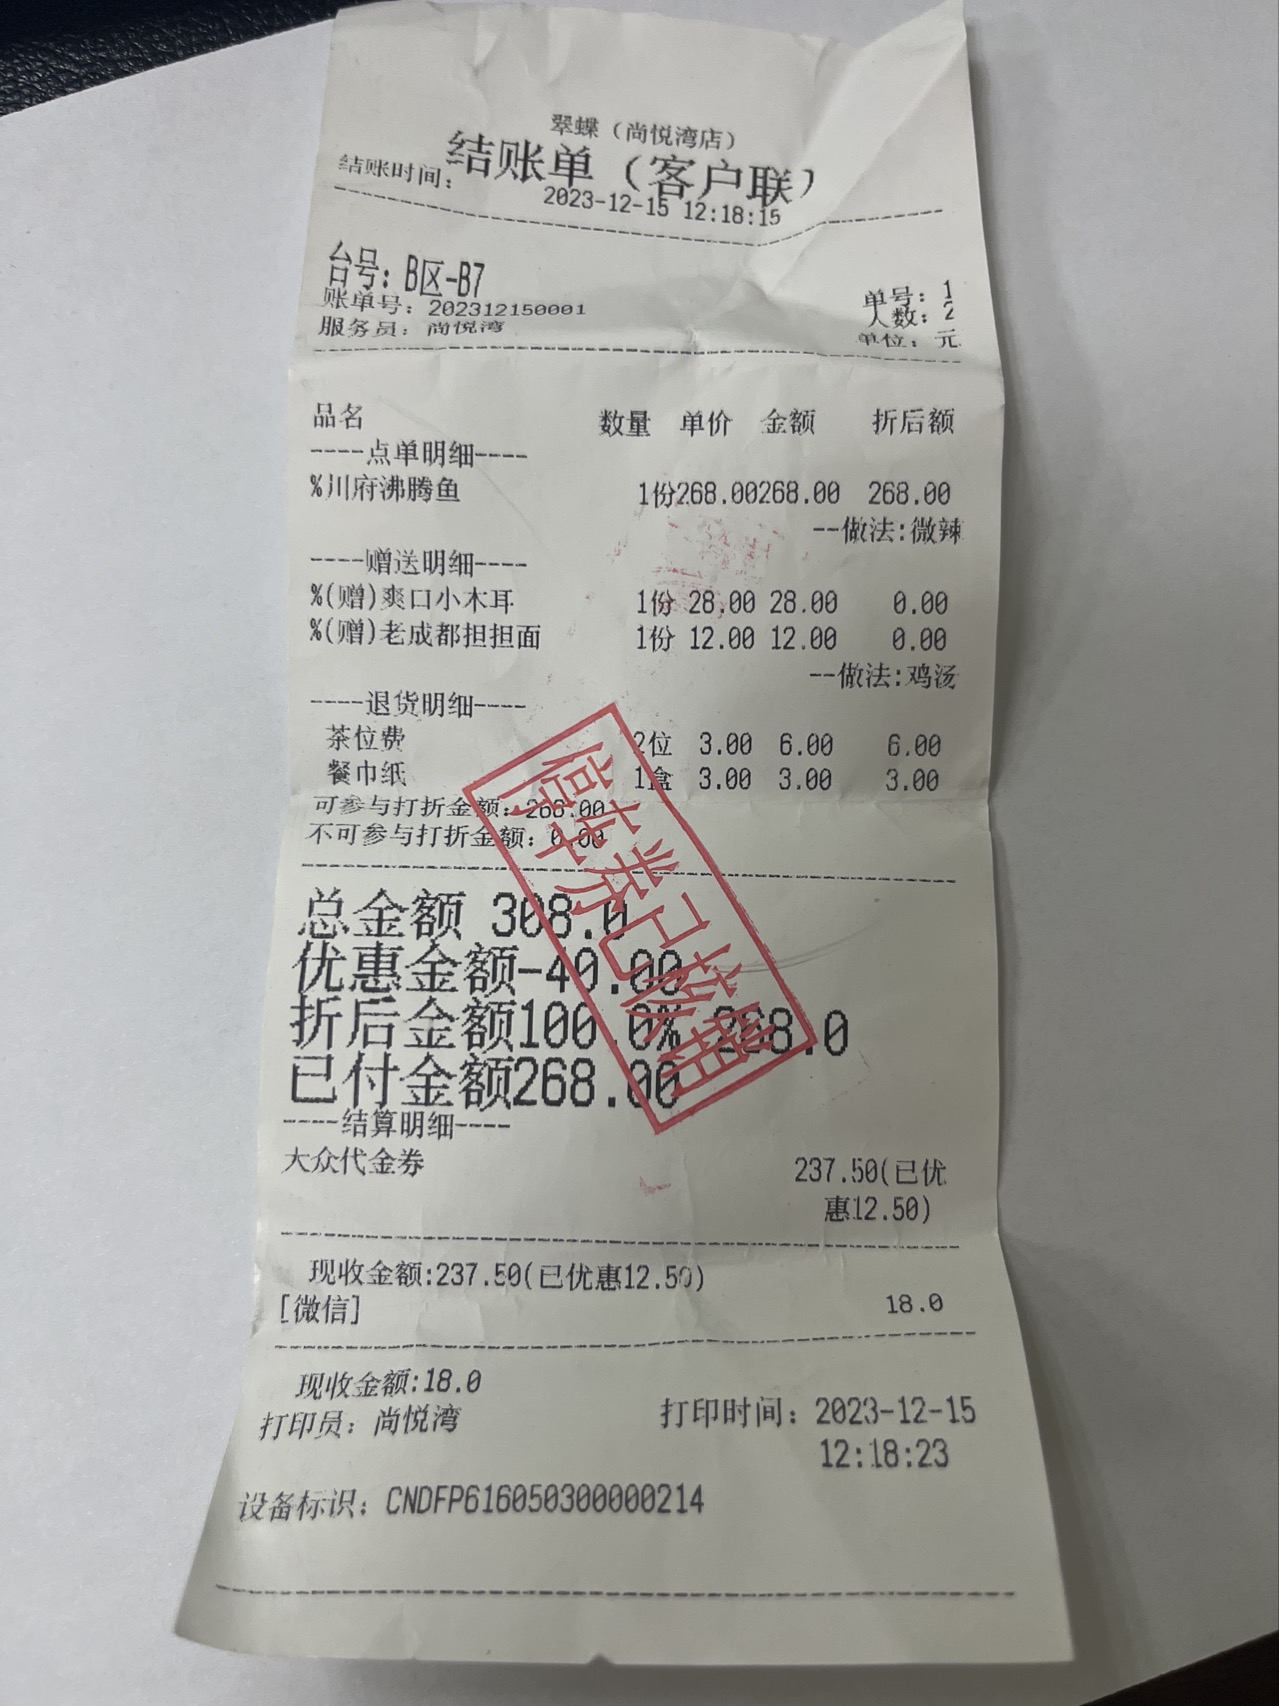 翠蝶（尚悦湾店）
结账单（客户联）
结账时间： 2023-12-15 12:18:15
台号：B区-B7
单号：1
账单号：202312150001
人数：2
服务员：尚悦湾
单位：元
品名 数量 单价 金额 折后额
----点单明细----
%川府沸腾鱼 1份268.00268.00 268.00
--做法:微辣
----赠送明细----
%(赠)爽口小木耳 1份 28.00 28.00 0.00
%(赠)老成都担担面 1份 12.00 12.00 0.00
--做法:鸡汤
----退货明细----
茶位费 2位 3.00 6.00 6.00
餐巾纸 1盒 3.00 3.00 3.00
可参与打折金额：268.00
不可参与打折金额：0.00
总金额 308.0
优惠金额-40.00
折后金额100.0% 268.0
已付金额268.00
停车券已核销
----结算明细----
大众代金券 237.50(已优
惠12.50)
现收金额:237.50(已优惠12.50)
[微信] 18.0
现收金额:18.0
打印员：尚悦湾 打印时间：2023-12-15
12:18:23
设备标识：CNDFP616050300000214